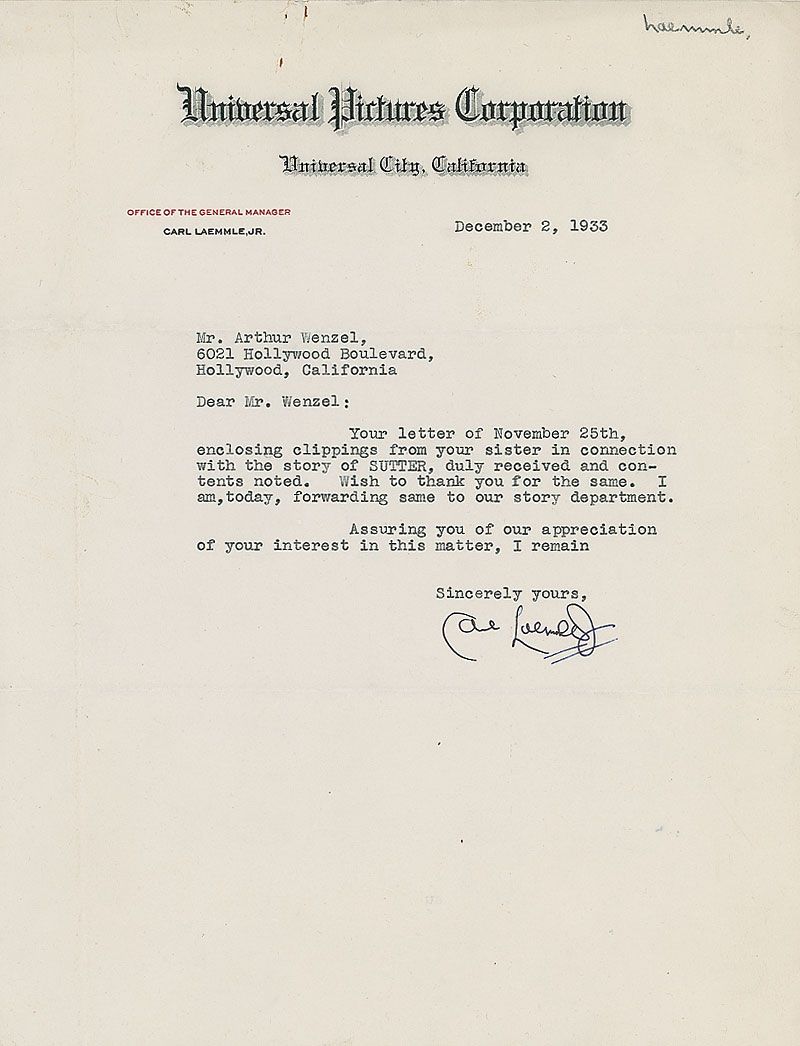 Laemmle,
Universal Pictures Corporation
Universal City, California
OFFICE OF THE GENERAL MANAGER
CARL LAEMMLE, JR.
December 2, 1933
Mr. Arthur Wenzel,
6021 Hollywood Boulevard,
Hollywood, California
Dear Mr. Wenzel:
Your letter of November 25th,
enclosing clippings from your sister in connection
with the story of SUTTER, duly received and con-
tents noted. Wish to thank you for the same. I
am,today, forwarding same to our story department.
Assuring you of our appreciation
of your interest in this matter, I remain
Sincerely yours,
Carl Laemmle Jr